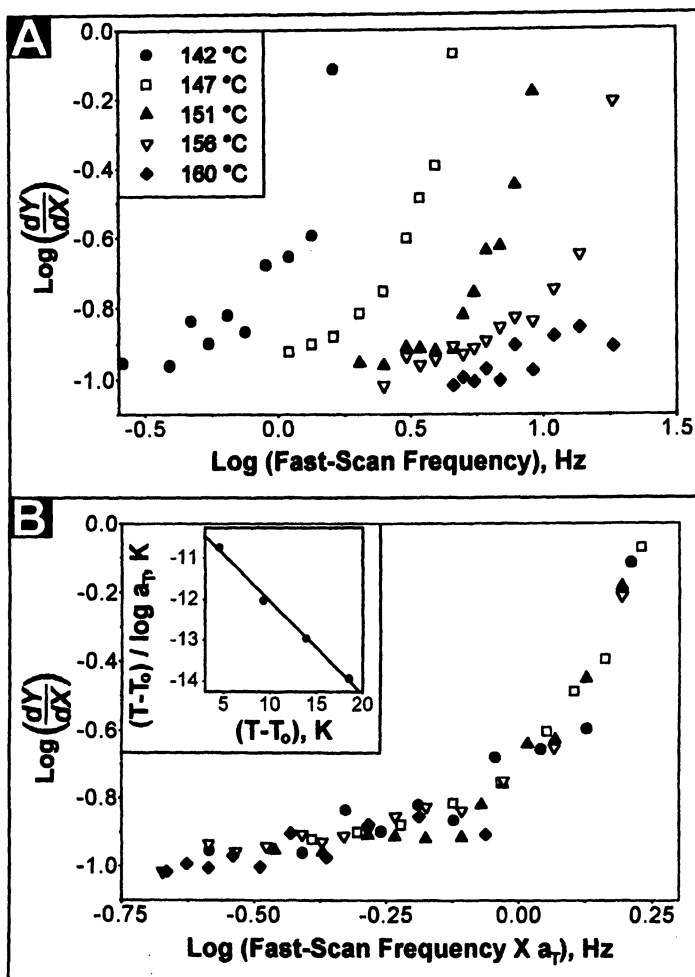 A
0.0
-0.2
-0.4
-0.6
-0.8
-1.0
Log (dY/dX)
142 °C
147 °C
151 °C
156 °C
160 °C
-0.5 0.0 0.5 1.0 1.5
Log (Fast-Scan Frequency), Hz
B
0.0
-0.2
-0.4
-0.6
-0.8
-1.0
Log (dY/dX)
(T-To) / log aT, K
-11
-12
-13
-14
5 10 15 20
(T-To), K
-0.75 -0.50 -0.25 0.00 0.25
Log (Fast-Scan Frequency X aT), Hz